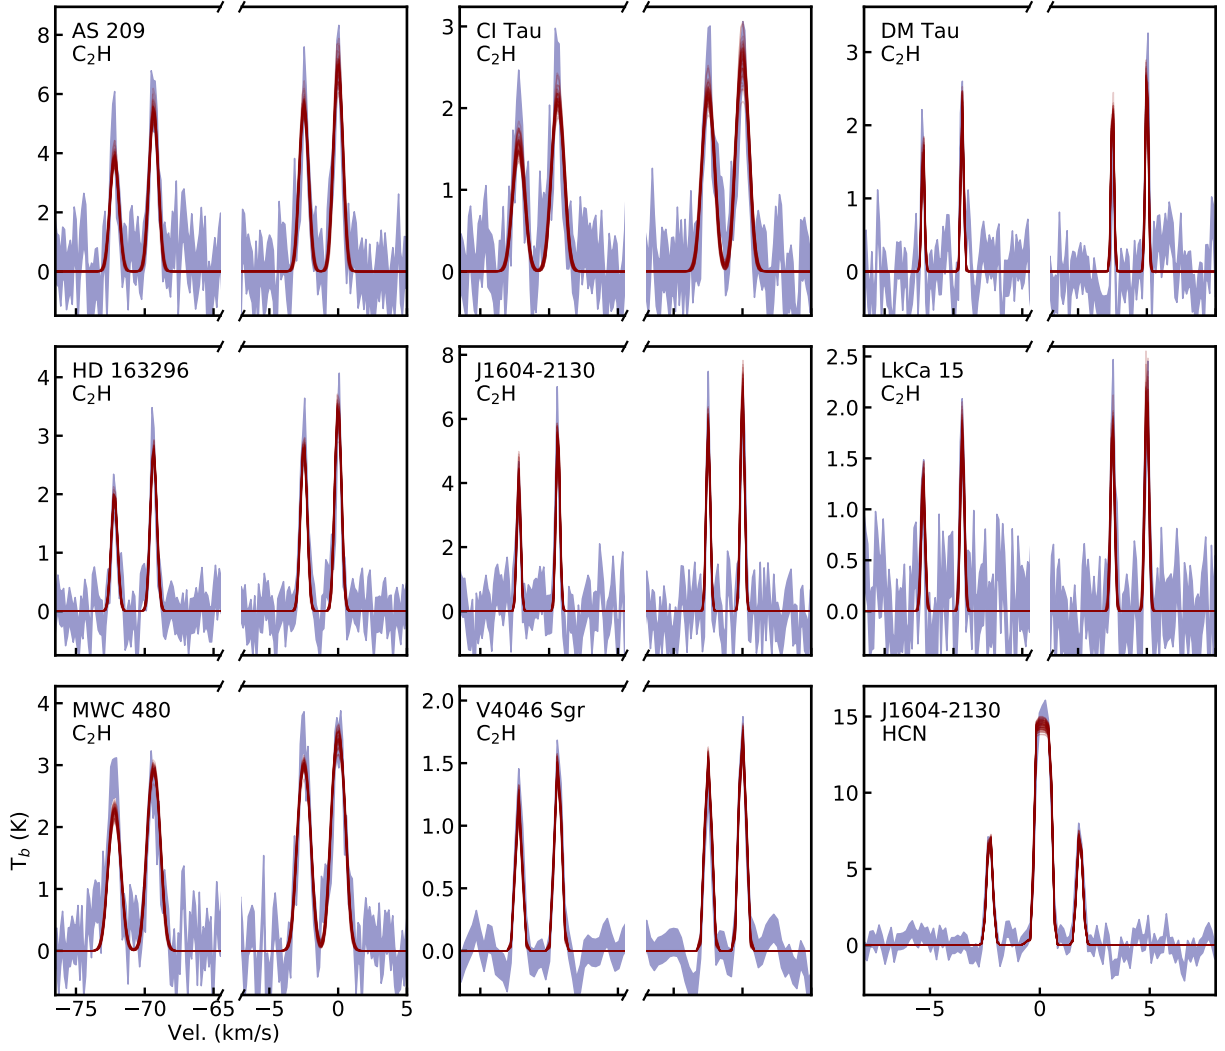 AS 209
C₂H
8
6
4
2
0
CI Tau
C₂H
3
2
1
0
DM Tau
C₂H
3
2
1
0
HD 163296
C₂H
4
3
2
1
0
J1604-2130
C₂H
8
6
4
2
0
LkCa 15
C₂H
2.5
2.0
1.5
1.0
0.5
0.0
MWC 480
C₂H
4
3
2
1
0
T_b (K)
−75 −70 −65 −5 0 5
Vel. (km/s)
V4046 Sgr
C₂H
2.0
1.5
1.0
0.5
0.0
J1604-2130
HCN
15
10
5
0
−5 0 5